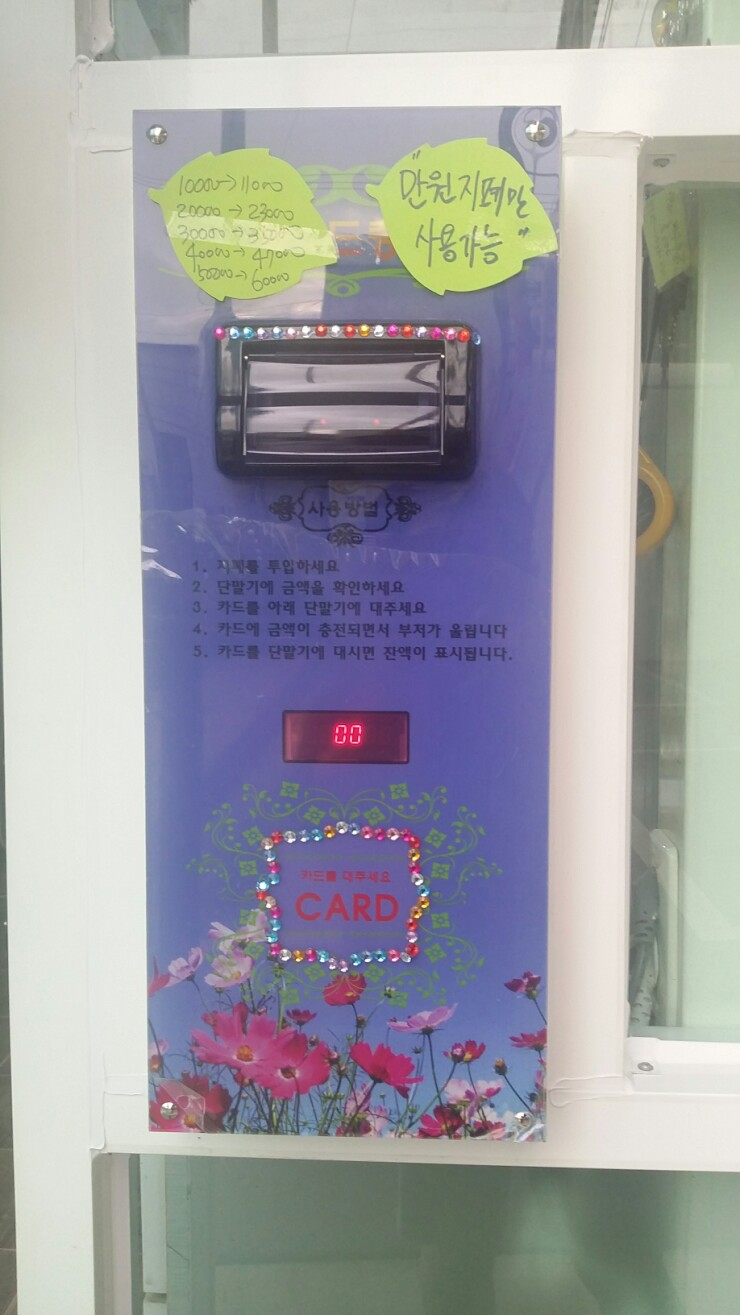 10000→11000
20000→23000
30000→35000
40000→47000
50000→60000
"만원지폐만
사용가능"
사용방법
1. 지폐를 투입하세요
2. 단말기에 금액을 확인하세요
3. 카드를 아래 단말기에 대주세요
4. 카드에 금액이 충전되면서 부저가 울립니다
5. 카드를 단말기에 대시면 잔액이 표시됩니다.
00
카드를 대주세요
CARD